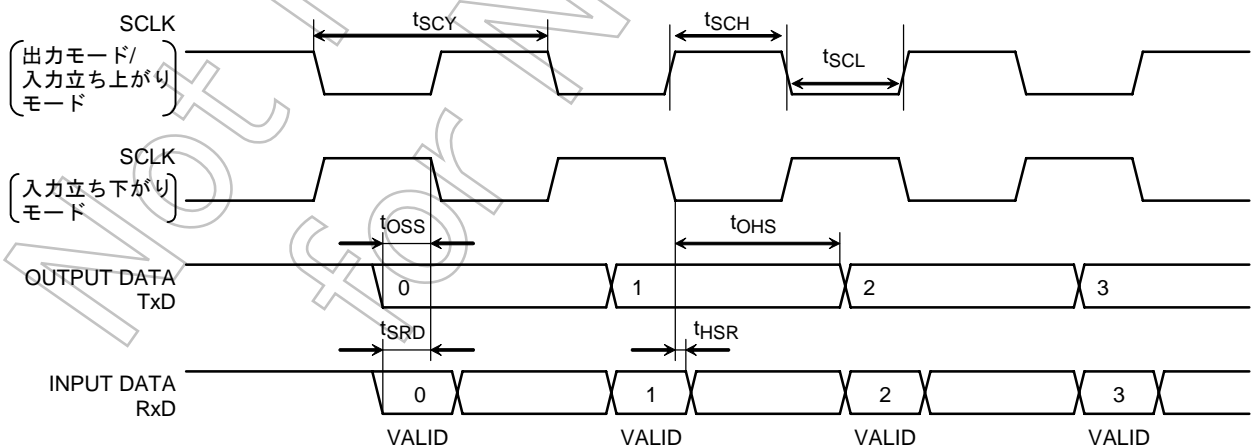 SCLK
出力モード/
入力立ち上がり
モード
tSCY
tSCH
tSCL
SCLK
入力立ち下がり
モード
tOSS
tOHS
OUTPUT DATA
TxD
0
1
2
3
tSRD
tHSR
INPUT DATA
RxD
0
1
2
3
VALID
VALID
VALID
VALID
Not
for